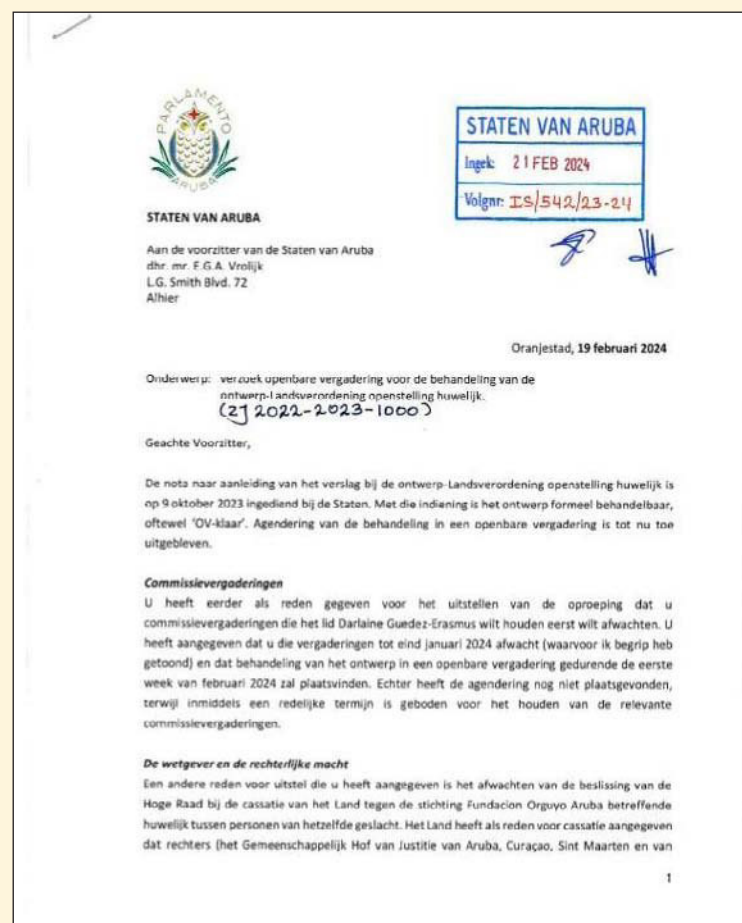 PARLAMENTO
ARUBA
STATEN VAN ARUBA
Ingek: 21 FEB 2024
Volgnr: IS/542/23-24
STATEN VAN ARUBA
Aan de voorzitter van de Staten van Aruba
dhr. mr. E.G.A. Vrolijk
L.G. Smith Blvd. 72
Alhier
Oranjestad, 19 februari 2024
Onderwerp: verzoek openbare vergadering voor de behandeling van de
ontwerp-Landsverordening openstelling huwelijk.
(ZJ 2022-2023-1000)
Geachte Voorzitter,
De nota naar aanleiding van het verslag bij de ontwerp-Landsverordening openstelling huwelijk is
op 9 oktober 2023 ingediend bij de Staten. Met die indiening is het ontwerp formeel behandelbaar,
oftewel ‘OV-klaar’. Agendering van de behandeling in een openbare vergadering is tot nu toe
uitgebleven.
Commissievergaderingen
U heeft eerder als reden gegeven voor het uitstellen van de oproeping dat u
commissievergaderingen die het lid Darlaine Guedez-Erasmus wilt houden eerst wilt afwachten. U
heeft aangegeven dat u die vergaderingen tot eind januari 2024 afwacht (waarvoor ik begrip heb
getoond) en dat behandeling van het ontwerp in een openbare vergadering gedurende de eerste
week van februari 2024 zal plaatsvinden. Echter heeft de agendering nog niet plaatsgevonden,
terwijl inmiddels een redelijke termijn is geboden voor het houden van de relevante
commissievergaderingen.
De wetgever en de rechterlijke macht
Een andere reden voor uitstel die u heeft aangegeven is het afwachten van de beslissing van de
Hoge Raad bij de cassatie van het Land tegen de stichting Fundacion Orguyo Aruba betreffende
huwelijk tussen personen van hetzelfde geslacht. Het Land heeft als reden voor cassatie aangegeven
dat rechters (het Gemeenschappelijk Hof van Justitie van Aruba, Curaçao, Sint Maarten en van
1